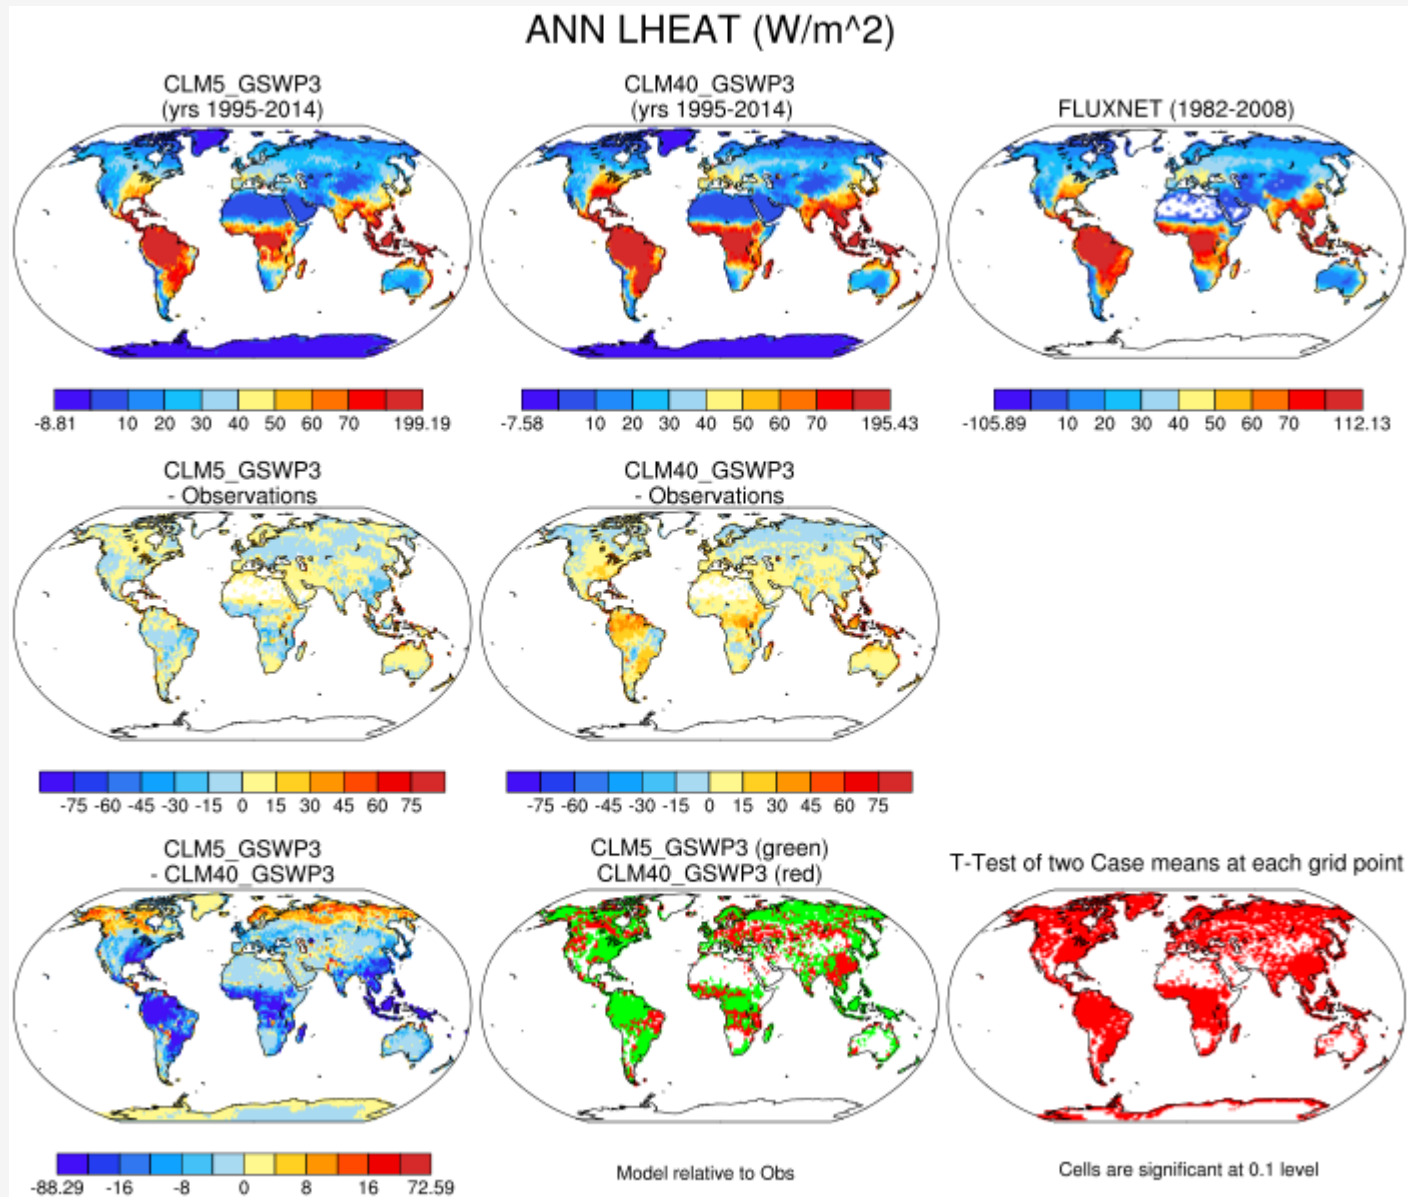 ANN LHEAT (W/m^2)
CLM5_GSWP3
(yrs 1995-2014)
CLM40_GSWP3
(yrs 1995-2014)
FLUXNET (1982-2008)
-8.81 10 20 30 40 50 60 70 199.19
-7.58 10 20 30 40 50 60 70 195.43
-105.89 10 20 30 40 50 60 70 112.13
CLM5_GSWP3
- Observations
CLM40_GSWP3
- Observations
-75 -60 -45 -30 -15 0 15 30 45 60 75
-75 -60 -45 -30 -15 0 15 30 45 60 75
CLM5_GSWP3
- CLM40_GSWP3
CLM5_GSWP3 (green)
CLM40_GSWP3 (red)
T-Test of two Case means at each grid point
-88.29 -16 -8 0 8 16 72.59
Model relative to Obs
Cells are significant at 0.1 level